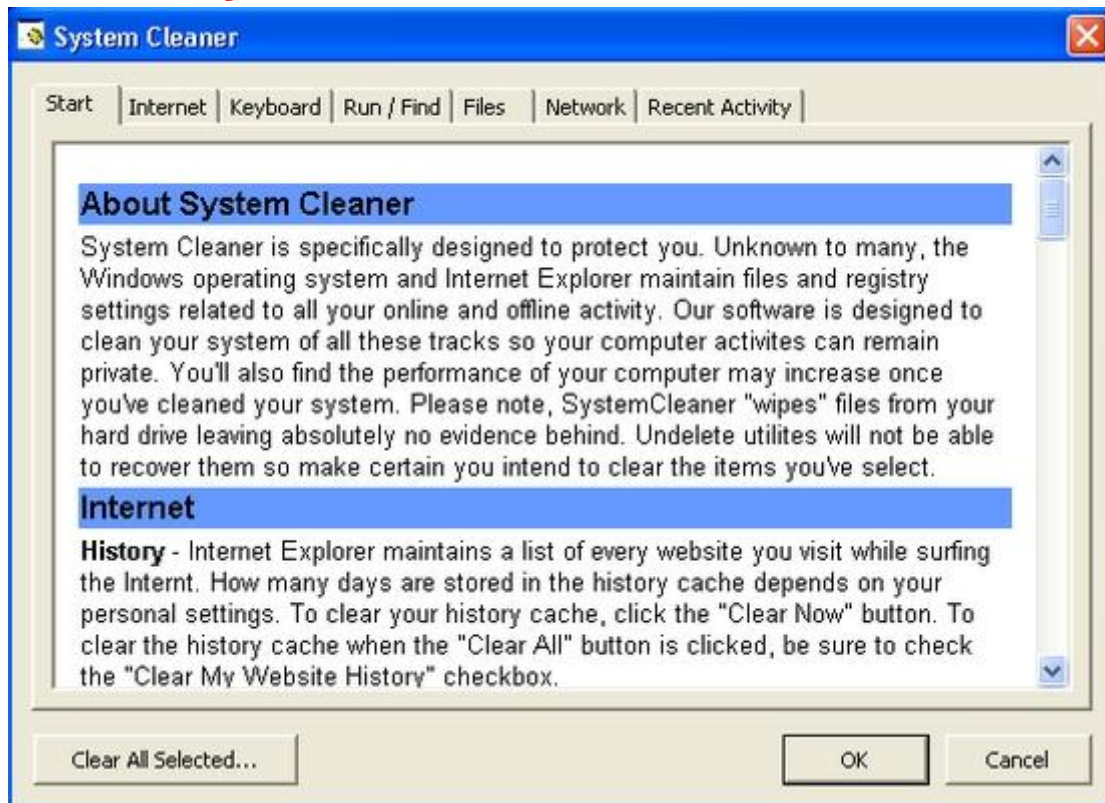 System Cleaner
Start Internet Keyboard Run / Find Files Network Recent Activity
About System Cleaner
System Cleaner is specifically designed to protect you. Unknown to many, the
Windows operating system and Internet Explorer maintain files and registry
settings related to all your online and offline activity. Our software is designed to
clean your system of all these tracks so your computer activites can remain
private. You'll also find the performance of your computer may increase once
you've cleaned your system. Please note, SystemCleaner "wipes" files from your
hard drive leaving absolutely no evidence behind. Undelete utilites will not be able
to recover them so make certain you intend to clear the items you've select.
Internet
History - Internet Explorer maintains a list of every website you visit while surfing
the Internt. How many days are stored in the history cache depends on your
personal settings. To clear your history cache, click the "Clear Now" button. To
clear the history cache when the "Clear All" button is clicked, be sure to check
the "Clear My Website History" checkbox.
Clear All Selected... OK Cancel